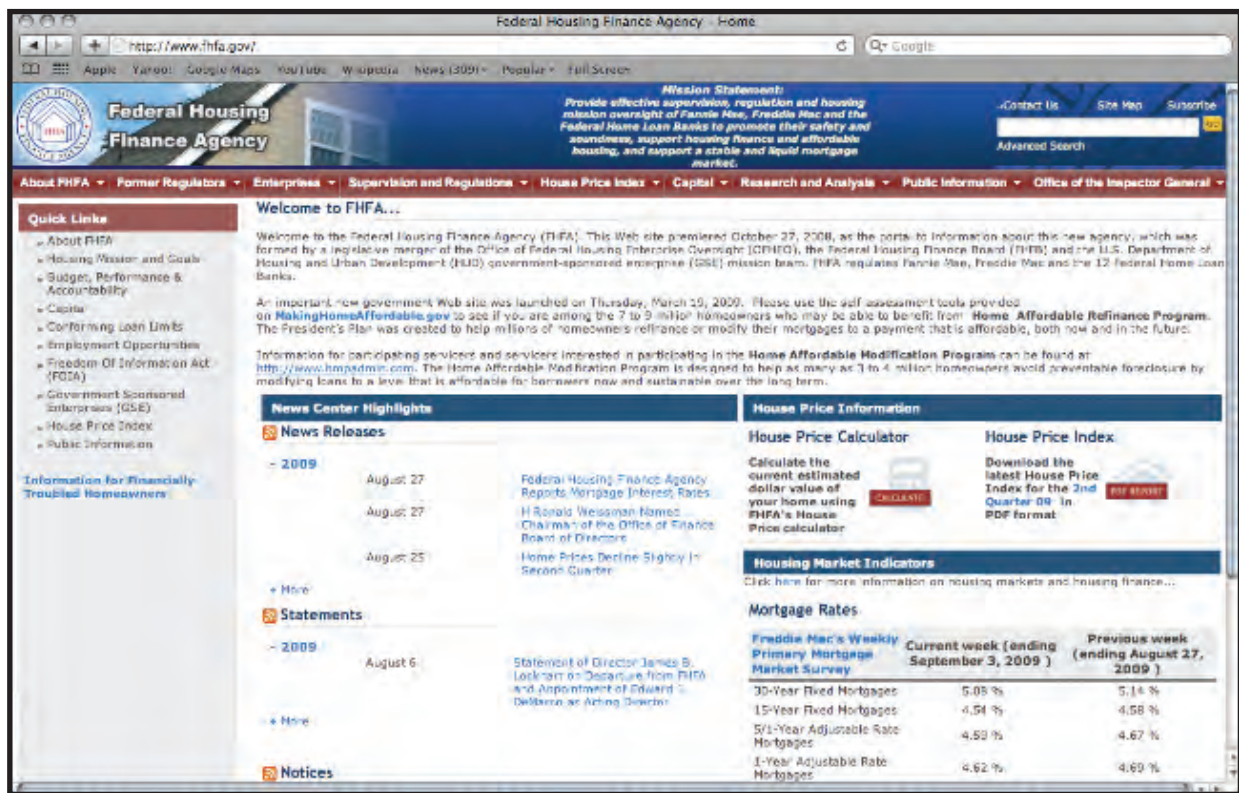 Federal Housing Finance Agency - Home
http://www.fhfa.gov/
Google
Apple Yahoo! Google Maps YouTube Wikipedia News (309) Popular Full Screen
Federal Housing
Finance Agency
Mission Statement:
Provide effective supervision, regulation and housing
mission oversight of Fannie Mae, Freddie Mac and the
Federal Home Loan Banks to promote their safety and
soundness, support housing finance and affordable
housing, and support a stable and liquid mortgage
market.
Contact Us Site Map Subscribe
Advanced Search
About FHFA Former Regulators Enterprises Supervision and Regulations House Price Index Capital Research and Analysis Public Information Office of the Inspector General
Quick Links
About FHFA
Housing Mission and Goals
Budget, Performance &
Accountability
Capital
Conforming Loan Limits
Employment Opportunities
Freedom Of Information Act
(FOIA)
Government Sponsored
Enterprises (GSE)
House Price Index
Public Information
Information for Financially-
Troubled Homeowners
Welcome to FHFA...
Welcome to the Federal Housing Finance Agency (FHFA). This Web site premiered October 27, 2008, as the portal to information about this new agency, which was
formed by a legislative merger of the Office of Federal Housing Enterprise Oversight (OFHEO), the Federal Housing Finance Board (FHFB) and the U.S. Department of
Housing and Urban Development (HUD) government-sponsored enterprise (GSE) mission team. FHFA regulates Fannie Mae, Freddie Mac and the 12 Federal Home Loan
Banks.
An important new government Web site was launched on Thursday, March 19, 2009. Please use the self assessment tools provided
on MakingHomeAffordable.gov to see if you are among the 7 to 9 million homeowners who may be able to benefit from Home Affordable Refinance Program.
The President's Plan was created to help millions of homeowners refinance or modify their mortgages to a payment that is affordable, both now and in the future.
Information for participating servicers and servicers interested in participating in the Home Affordable Modification Program can be found at
http://www.hmpadmin.com. The Home Affordable Modification Program is designed to help as many as 3 to 4 million homeowners avoid preventable foreclosure by
modifying loans to a level that is affordable for borrowers now and sustainable over the long term.
News Center Highlights
News Releases
- 2009
August 27 Federal Housing Finance Agency
Reports Mortgage Interest Rates
August 27 H Ronald Weissman Named
Chairman of the Office of Finance
Board of Directors
August 25 Home Prices Decline Slightly in
Second Quarter
+ More
Statements
- 2009
August 6 Statement of Director James B.
Lockhart on Departure from FHFA
and Appointment of Edward J.
DeMarco as Acting Director
+ More
Notices
House Price Information
House Price Calculator
Calculate the
current estimated
dollar value of
your home using
FHFA's House
Price calculator
CALCULATE
House Price Index
Download the
latest House Price
Index for the 2nd
Quarter 09 in
PDF format
PDF REPORT
Housing Market Indicators
Click here for more information on housing markets and housing finance...
Mortgage Rates
Freddie Mac's Weekly
Primary Mortgage
Market Survey
Current week (ending
September 3, 2009 )
Previous week
(ending August 27,
2009 )
30-Year Fixed Mortgages 5.08 % 5.14 %
15-Year Fixed Mortgages 4.54 % 4.58 %
5/1-Year Adjustable Rate
Mortgages 4.59 % 4.67 %
1-Year Adjustable Rate
Mortgages 4.62 % 4.69 %